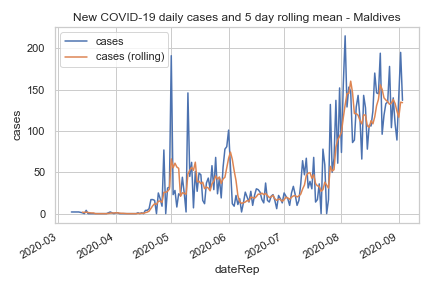 New COVID-19 daily cases and 5 day rolling mean - Maldives
cases
cases (rolling)
200
150
100
50
0
cases
2020-03
2020-04
2020-05
2020-06
2020-07
2020-08
2020-09
dateRep